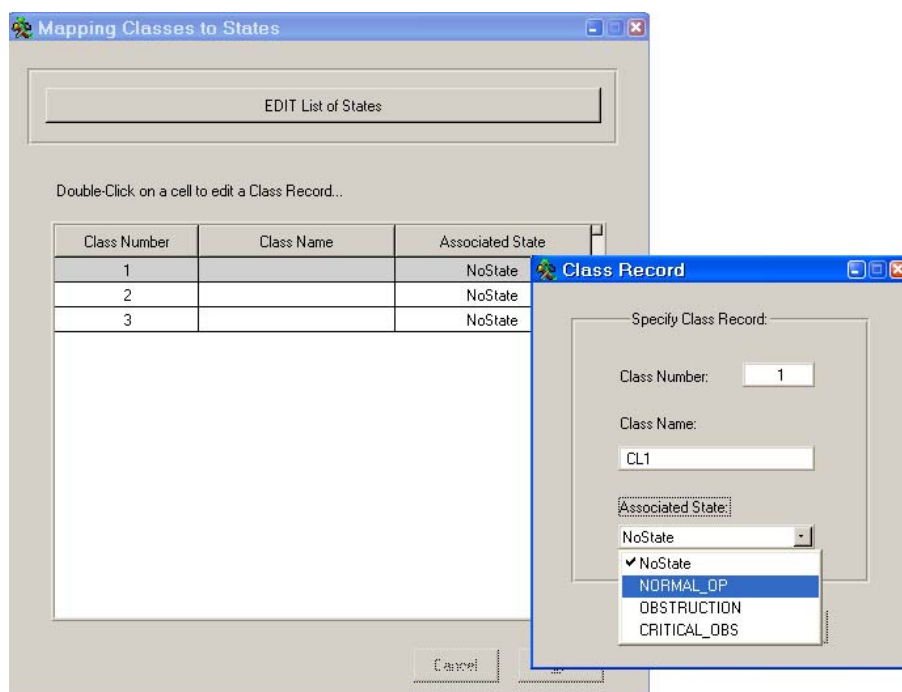 Mapping Classes to States
EDIT List of States
Double-Click on a cell to edit a Class Record...
Class Number Class Name Associated State
1 NoState
2 NoState
3 NoState
Cancel
Class Record
Specify Class Record:
Class Number: 1
Class Name:
CL1
Associated State:
NoState
NoState
NORMAL_OP
OBSTRUCTION
CRITICAL_OBS